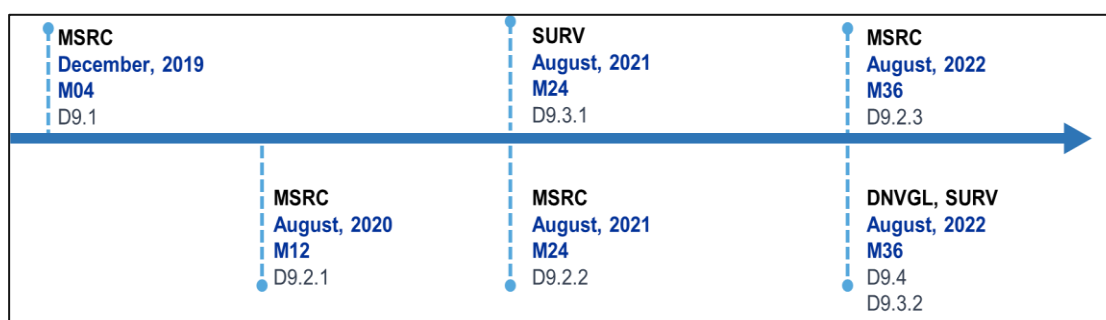 MSRC
December, 2019
M04
D9.1
SURV
August, 2021
M24
D9.3.1
MSRC
August, 2022
M36
D9.2.3
MSRC
August, 2020
M12
D9.2.1
MSRC
August, 2021
M24
D9.2.2
DNVGL, SURV
August, 2022
M36
D9.4
D9.3.2